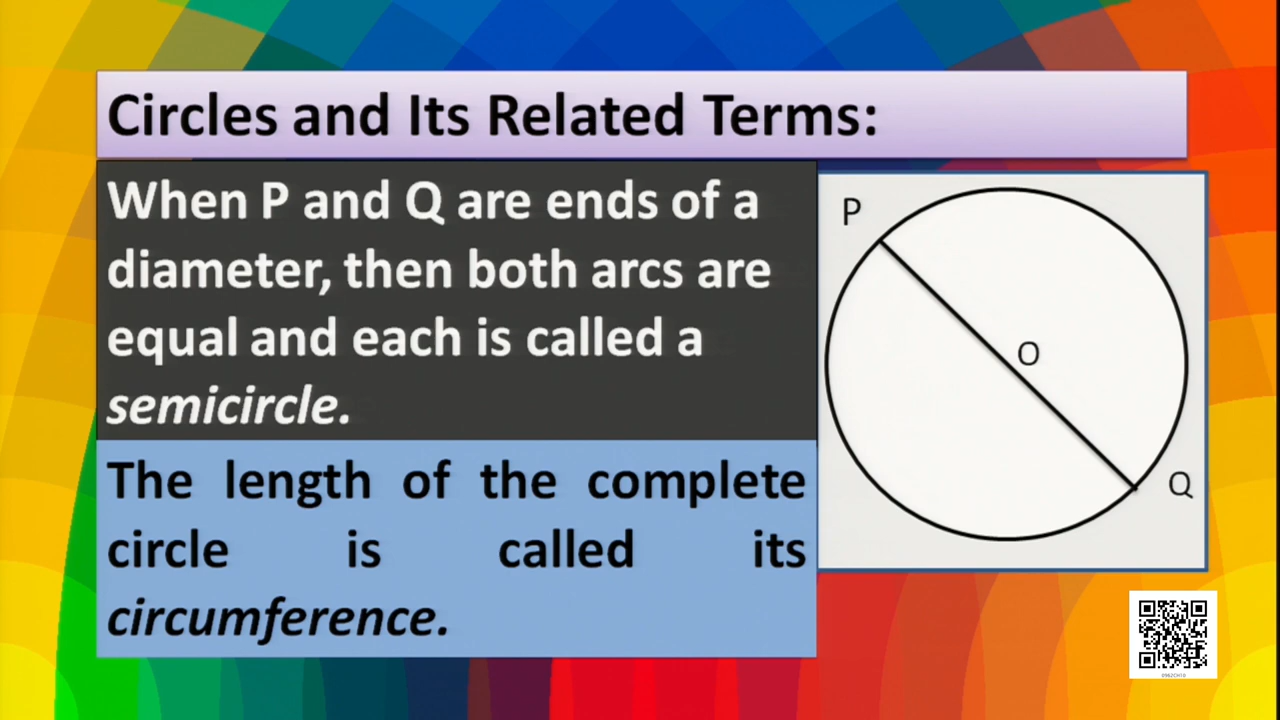 Circles and Its Related Terms:
When P and Q are ends of a
diameter, then both arcs are
equal and each is called a
semicircle.
The length of the complete
circle is called its
circumference.
P
O
Q